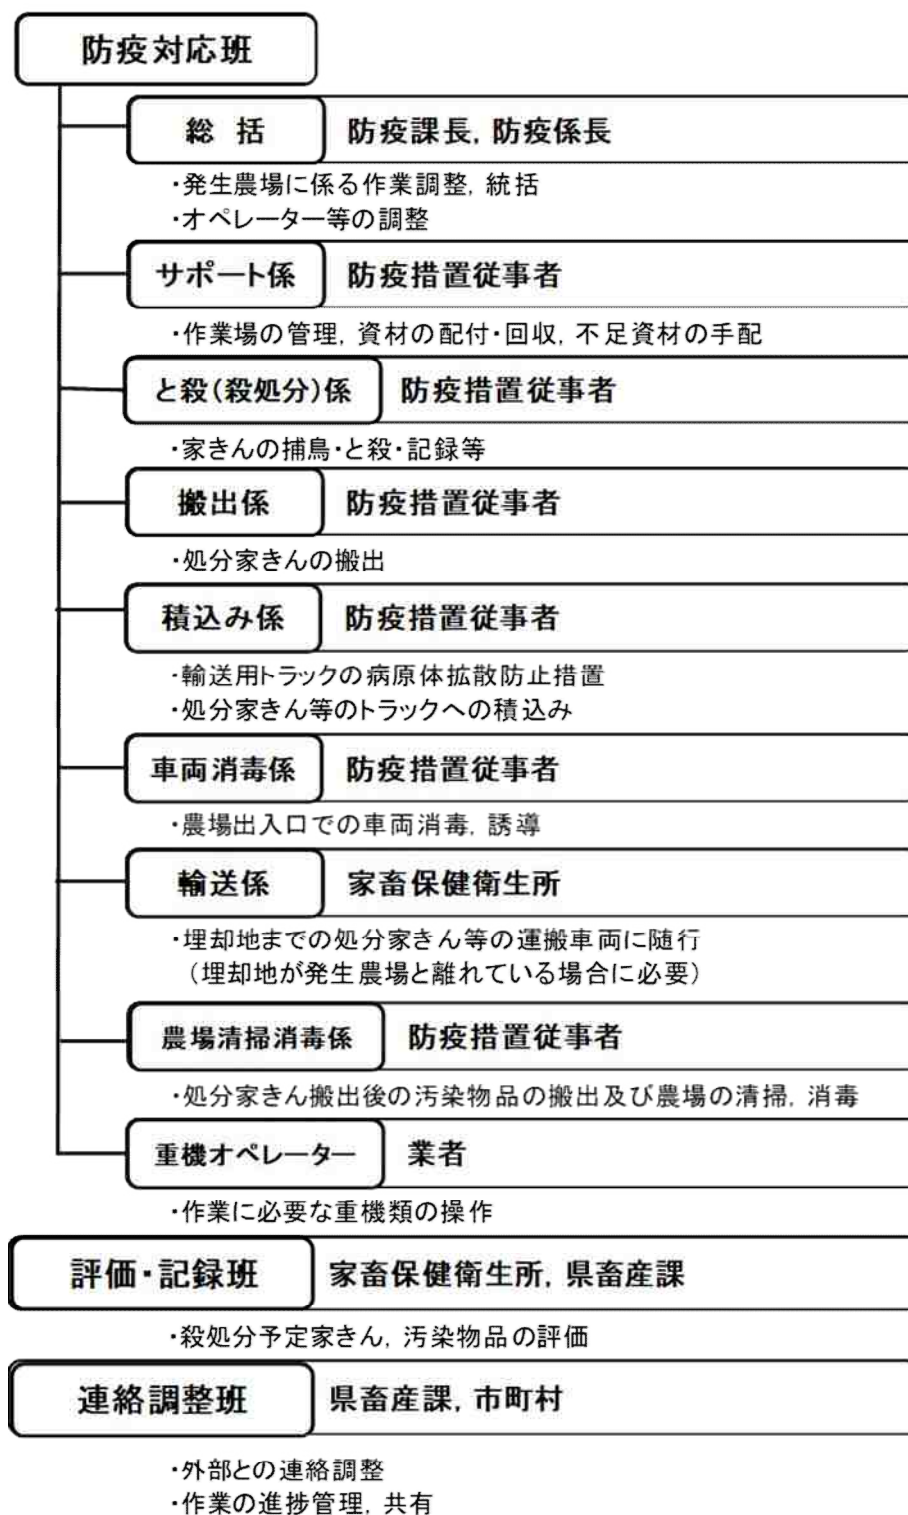 防疫対応班
総 括 防疫課長, 防疫係長
・発生農場に係る作業調整, 統括
・オペレーター等の調整
サポート係 防疫措置従事者
・作業場の管理, 資材の配付・回収, 不足資材の手配
と殺(殺処分)係 防疫措置従事者
・家きんの捕鳥・と殺・記録等
搬出係 防疫措置従事者
・処分家きんの搬出
積込み係 防疫措置従事者
・輸送用トラックの病原体拡散防止措置
・処分家きん等のトラックへの積込み
車両消毒係 防疫措置従事者
・農場出入口での車両消毒, 誘導
輸送係 家畜保健衛生所
・埋却地までの処分家きん等の運搬車両に随行
(埋却地が発生農場と離れている場合に必要)
農場清掃消毒係 防疫措置従事者
・処分家きん搬出後の汚染物品の搬出及び農場の清掃, 消毒
重機オペレーター 業者
・作業に必要な重機類の操作
評価・記録班 家畜保健衛生所, 県畜産課
・殺処分予定家きん, 汚染物品の評価
連絡調整班 県畜産課, 市町村
・外部との連絡調整
・作業の進捗管理, 共有